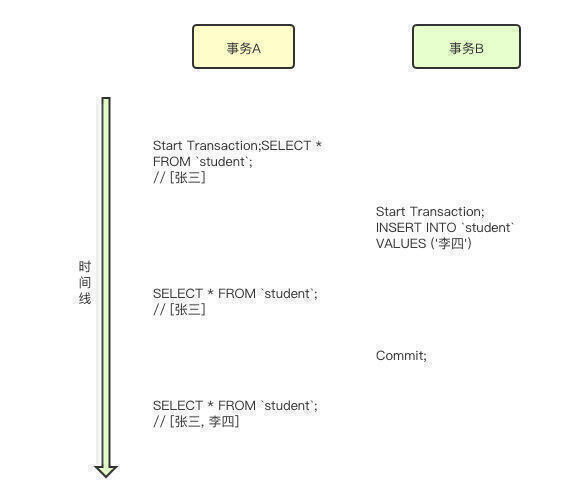 事务A
事务B
Start Transaction;SELECT *
FROM `student`;
// [张三]
Start Transaction;
INSERT INTO `student`
VALUES ('李四')
时
间
线
SELECT * FROM `student`;
// [张三]
Commit;
SELECT * FROM `student`;
// [张三, 李四]